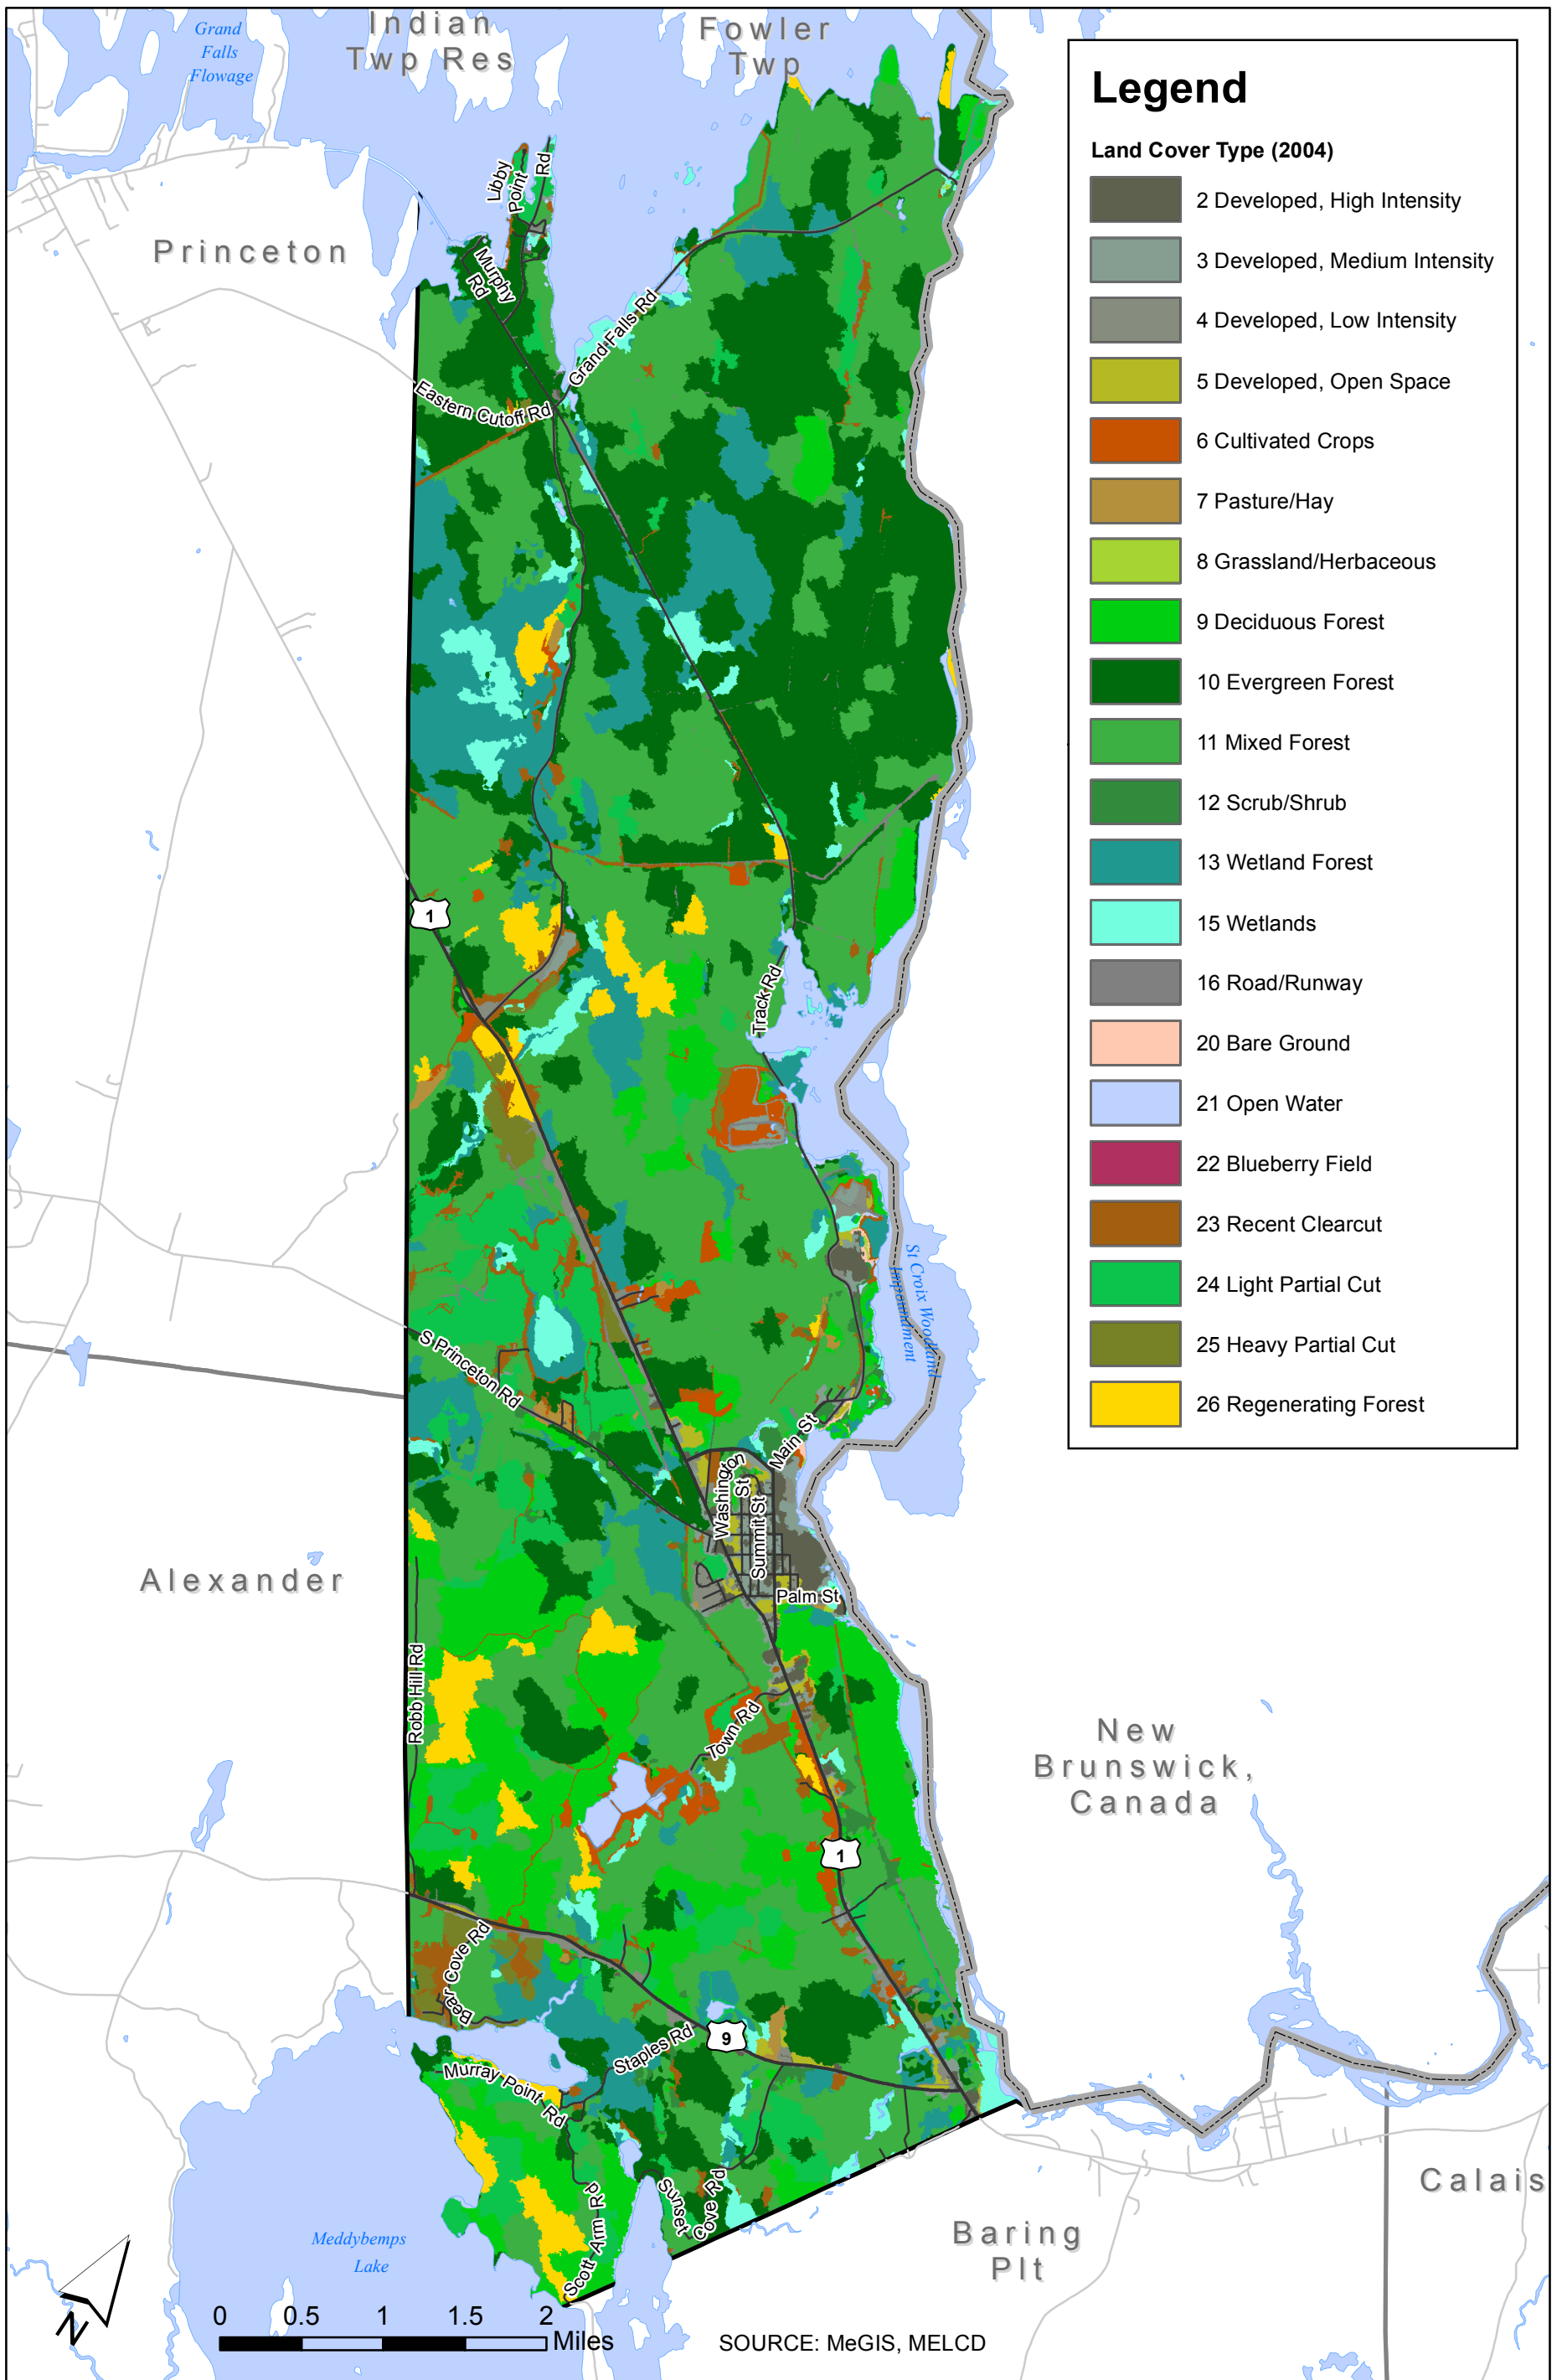 Grand
Falls
Flowage
Indian
Twp Res
Fowler
Twp
Legend
Land Cover Type (2004)
2 Developed, High Intensity
3 Developed, Medium Intensity
4 Developed, Low Intensity
5 Developed, Open Space
6 Cultivated Crops
7 Pasture/Hay
8 Grassland/Herbaceous
9 Deciduous Forest
10 Evergreen Forest
11 Mixed Forest
12 Scrub/Shrub
13 Wetland Forest
15 Wetlands
16 Road/Runway
20 Bare Ground
21 Open Water
22 Blueberry Field
23 Recent Clearcut
24 Light Partial Cut
25 Heavy Partial Cut
26 Regenerating Forest
Libby
Point
Rd
Princeton
Murphy
Rd
Grand Falls Rd
Eastern Cutoff Rd
1
Track Rd
St Croix Woodland
Impoundment
S Princeton Rd
Main St
Washington
St
Summit St
Palm St
Alexander
Robb Hill Rd
Town Rd
New
Brunswick,
Canada
1
Bear Cove Rd
9
Staples Rd
Murray Point
Rd
Sunset
Cove Rd
Scott Arm Rd
Calais
Baring
Plt
Meddybemps
Lake
N
0 0.5 1 1.5 2
Miles
SOURCE: MeGIS, MELCD